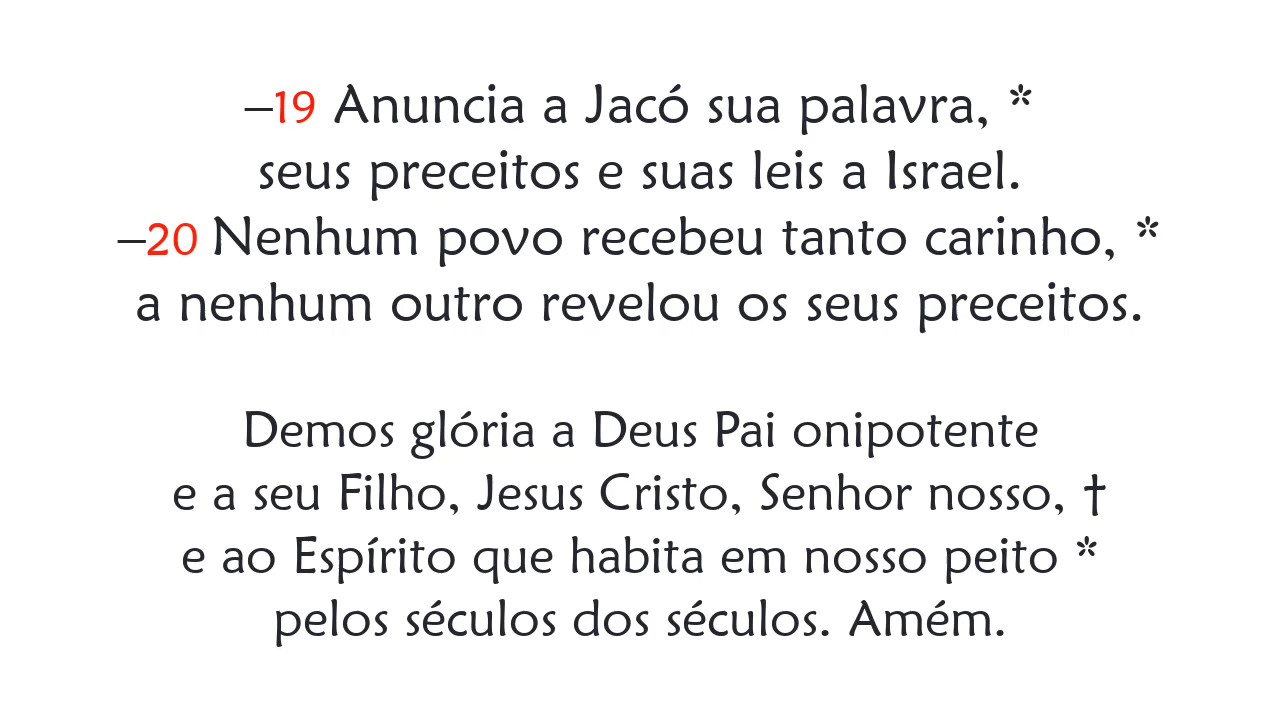 –19 Anuncia a Jacó sua palavra, *
seus preceitos e suas leis a Israel.
–20 Nenhum povo recebeu tanto carinho, *
a nenhum outro revelou os seus preceitos.
Demos glória a Deus Pai onipotente
e a seu Filho, Jesus Cristo, Senhor nosso, †
e ao Espírito que habita em nosso peito *
pelos séculos dos séculos. Amém.